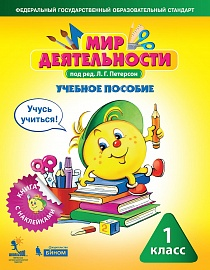 ФЕДЕРАЛЬНЫЙ ГОСУДАРСТВЕННЫЙ ОБРАЗОВАТЕЛЬНЫЙ СТАНДАРТ
МИР
ДЕЯТЕЛЬНОСТИ
под ред. Л. Г. Петерсон
УЧЕБНОЕ ПОСОБИЕ
Учусь
учиться!
КНИГА
С НАКЛЕЙКАМИ
1
КЛАСС
БИНОМ